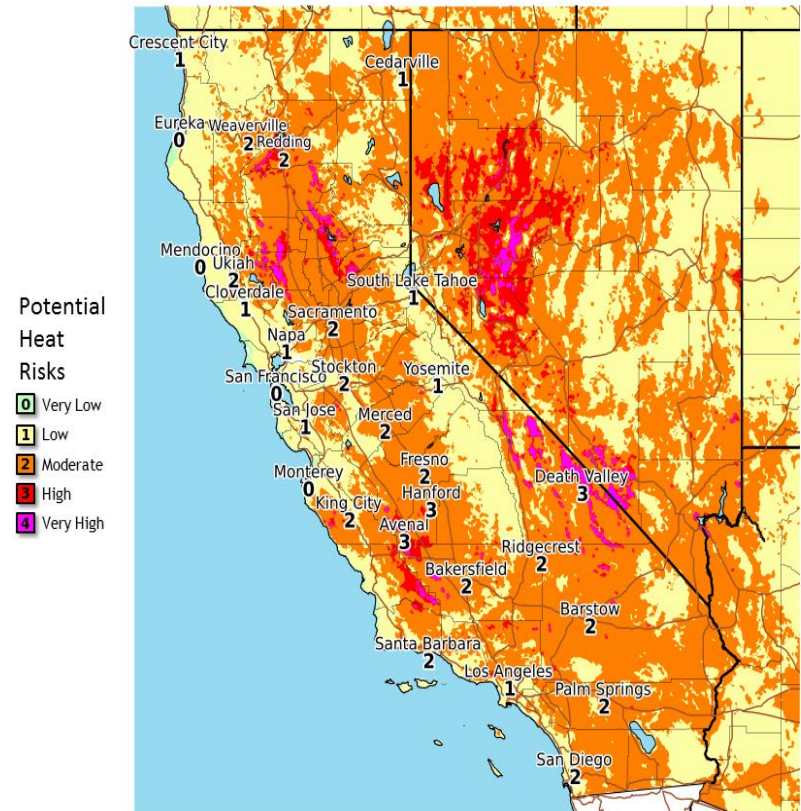 Crescent City
1
Cedarville
1
Eureka
0
Weaverville
2
Redding
2
Mendocino
0
Ukiah
2
Cloverdale
1
South Lake Tahoe
1
Sacramento
2
Napa
1
San Francisco
0
Stockton
2
Yosemite
1
San Jose
1
Merced
2
Fresno
2
Monterey
0
Hanford
3
Death Valley
3
King City
2
Avenal
3
Ridgecrest
2
Bakersfield
2
Barstow
2
Santa Barbara
2
Los Angeles
1
Palm Springs
2
San Diego
2
Potential
Heat
Risks
0 Very Low
1 Low
2 Moderate
3 High
4 Very High